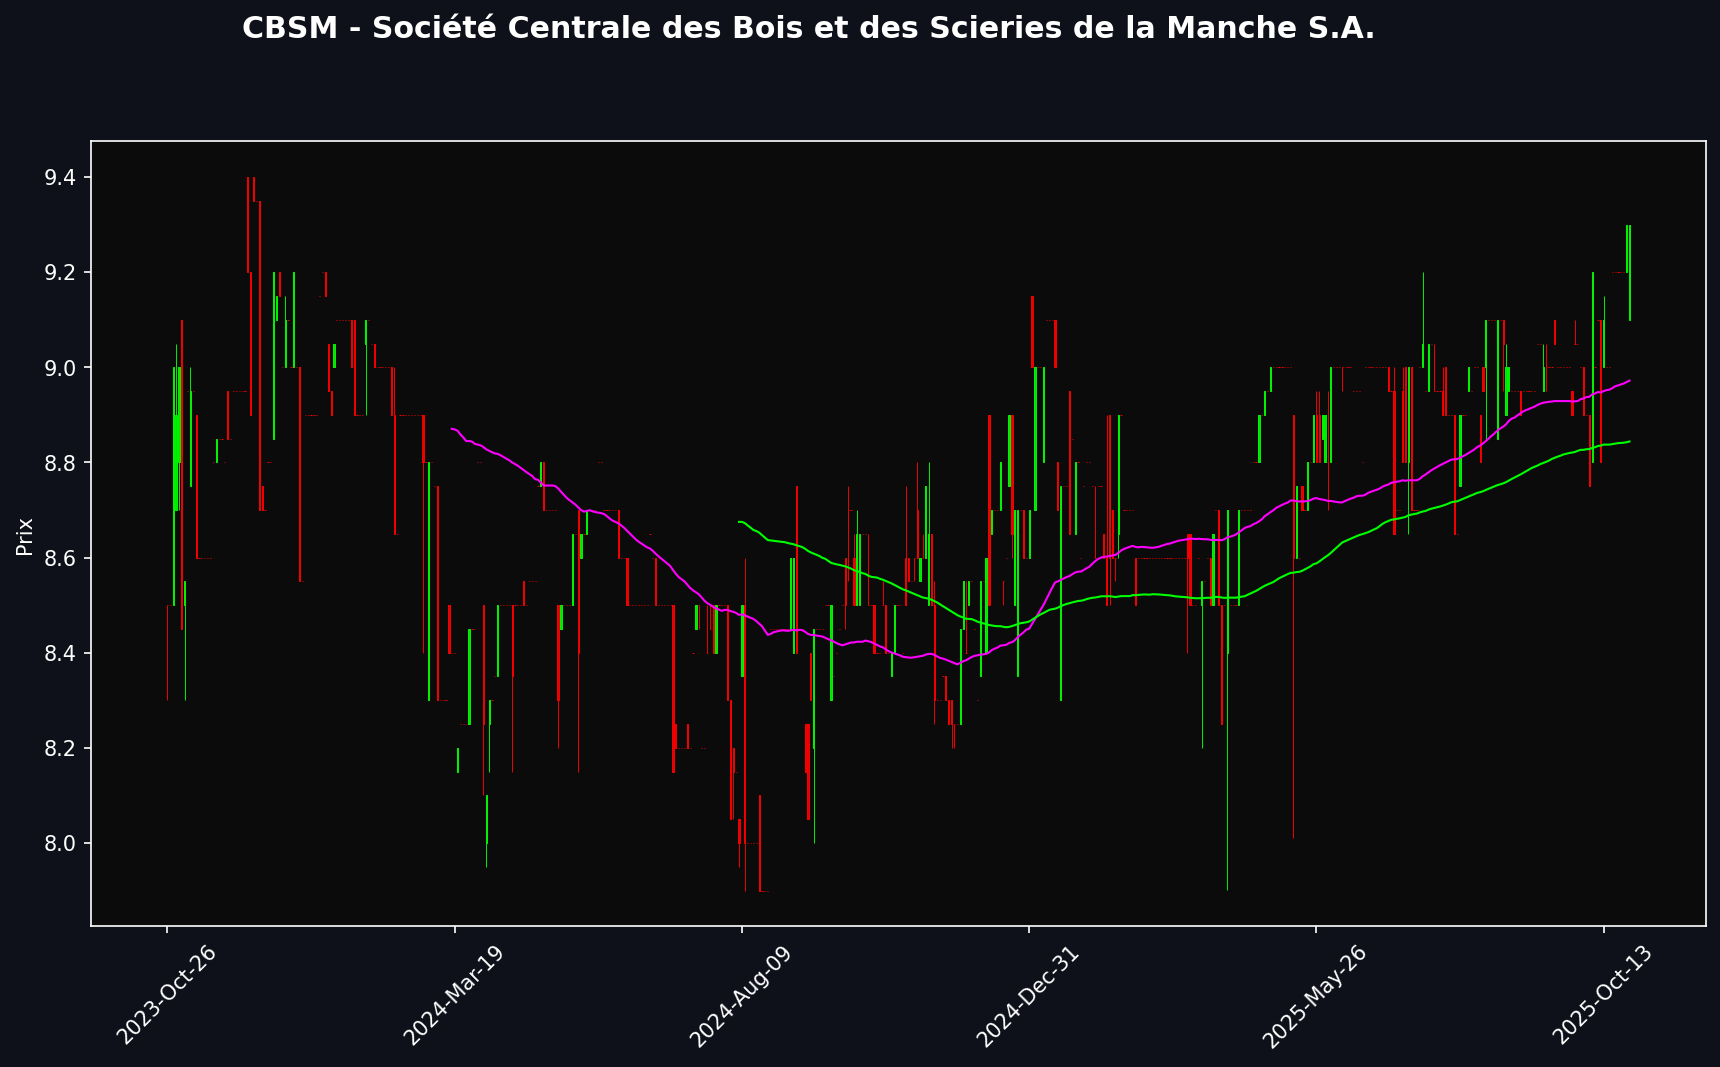 CBSM - Société Centrale des Bois et des Scieries de la Manche S.A.
Prix
9.4
9.2
9.0
8.8
8.6
8.4
8.2
8.0
2023-Oct-26
2024-Mar-19
2024-Aug-09
2024-Dec-31
2025-May-26
2025-Oct-13